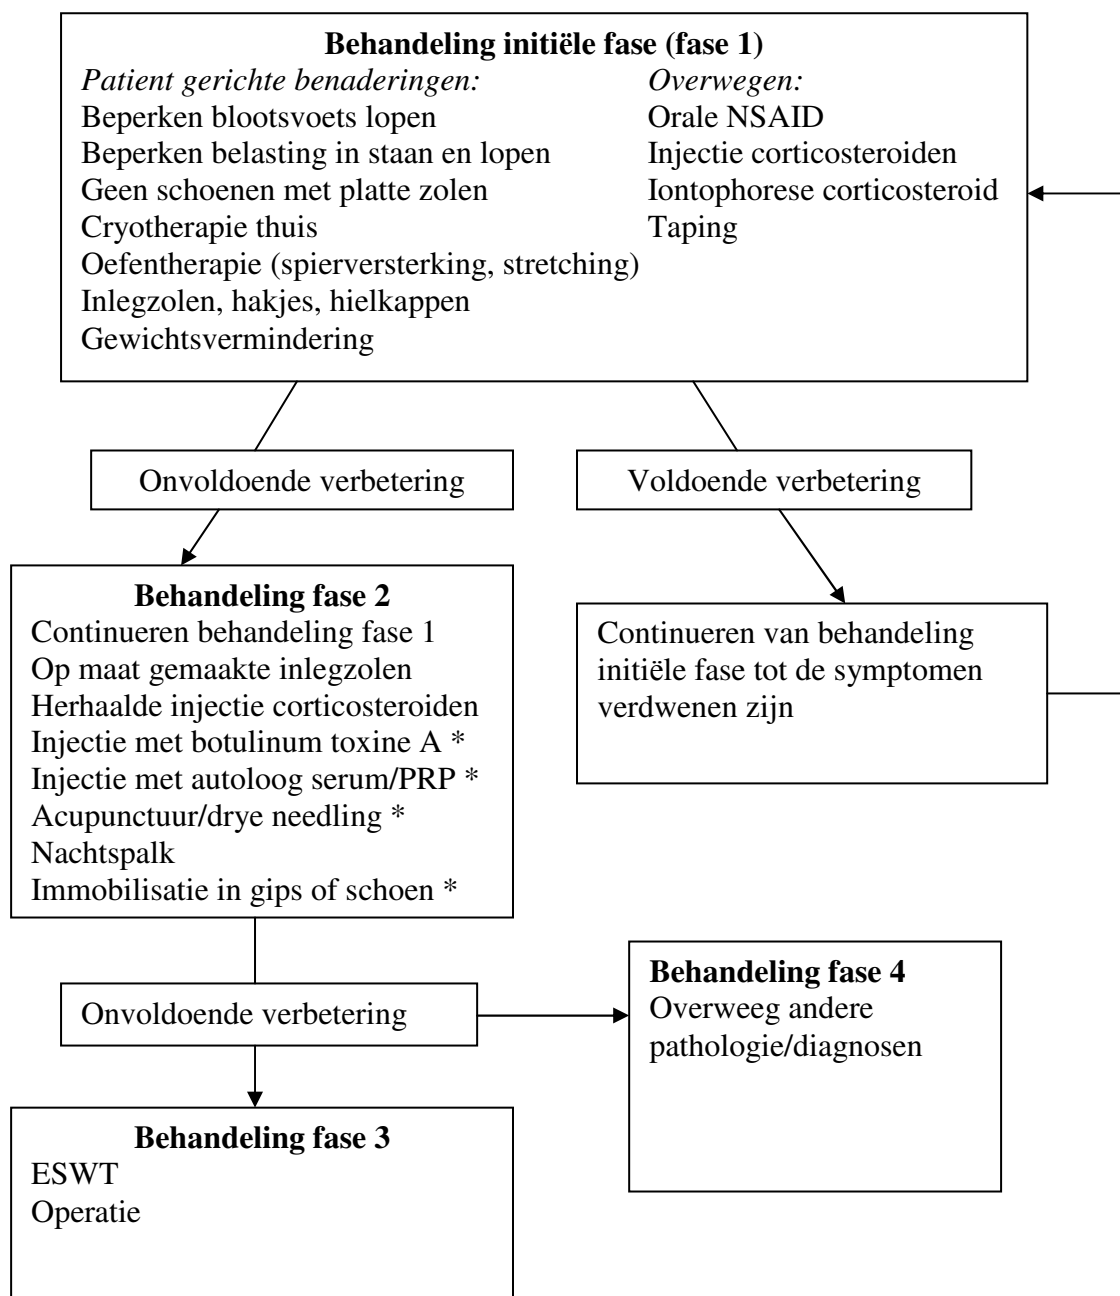 Behandeling initiële fase (fase 1)
Patient gerichte benaderingen:
Beperken blootsvoets lopen
Beperken belasting in staan en lopen
Geen schoenen met platte zolen
Cryotherapie thuis
Oefentherapie (spierversterking, stretching)
Inlegzolen, hakjes, hielkappen
Gewichtsvermindering
Overwegen:
Orale NSAID
Injectie corticosteroiden
Iontophorese corticosteroid
Taping
Onvoldoende verbetering
Voldoende verbetering
Behandeling fase 2
Continueren behandeling fase 1
Op maat gemaakte inlegzolen
Herhaalde injectie corticosteroiden
Injectie met botulinum toxine A *
Injectie met autoloog serum/PRP *
Acupunctuur/drye needling *
Nachtspalk
Immobilisatie in gips of schoen *
Continueren van behandeling
initiële fase tot de symptomen
verdwenen zijn
Onvoldoende verbetering
Behandeling fase 4
Overweeg andere
pathologie/diagnosen
Behandeling fase 3
ESWT
Operatie